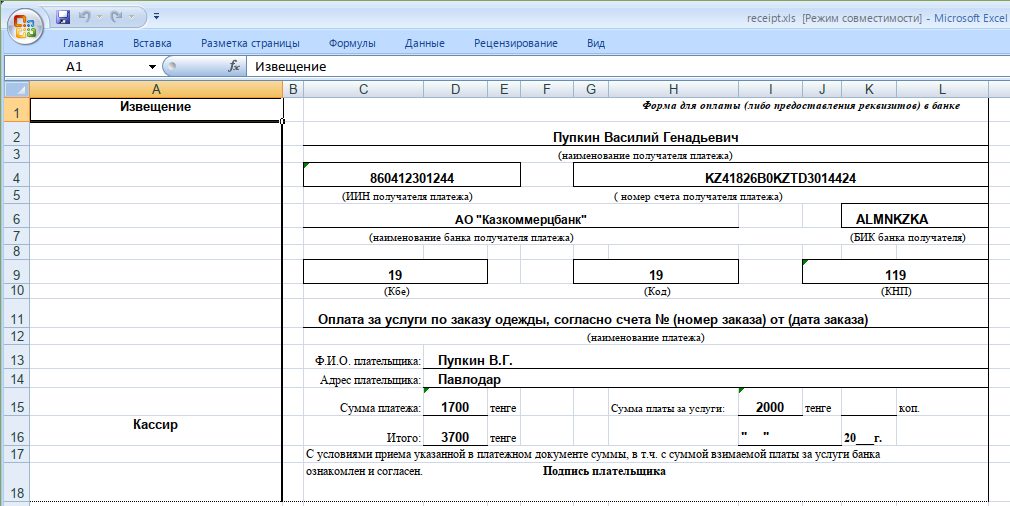 receipt.xls [Режим совместимости] - Microsoft Excel
Главная Вставка Разметка страницы Формулы Данные Рецензирование Вид
A1 fx Извещение
A B C D E F G H I J K L
1 Извещение Форма для оплаты (либо предоставления реквизитов) в банке
2 Пупкин Василий Генадьевич
3 (наименование получателя платежа)
4 860412301244 KZ41826B0KZTD3014424
5 (ИИН получателя платежа) ( номер счета получателя платежа)
6 АО "Казкоммерцбанк" ALMNKZKA
7 (наименование банка получателя платежа) (БИК банка получателя)
8
9 19 19 119
10 (Кбе) (Код) (КНП)
11 Оплата за услуги по заказу одежды, согласно счета № (номер заказа) от (дата заказа)
12 (наименование платежа)
13 Ф.И.О. плательщика: Пупкин В.Г.
14 Адрес плательщика: Павлодар
15 Сумма платежа: 1700 тенге Сумма платы за услуги: 2000 тенге коп.
16 Кассир Итого: 3700 тенге " " 20___г.
17 С условиями приема указанной в платежном документе суммы, в т.ч. с суммой взимаемой платы за услуги банка
18 ознакомлен и согласен. Подпись плательщика